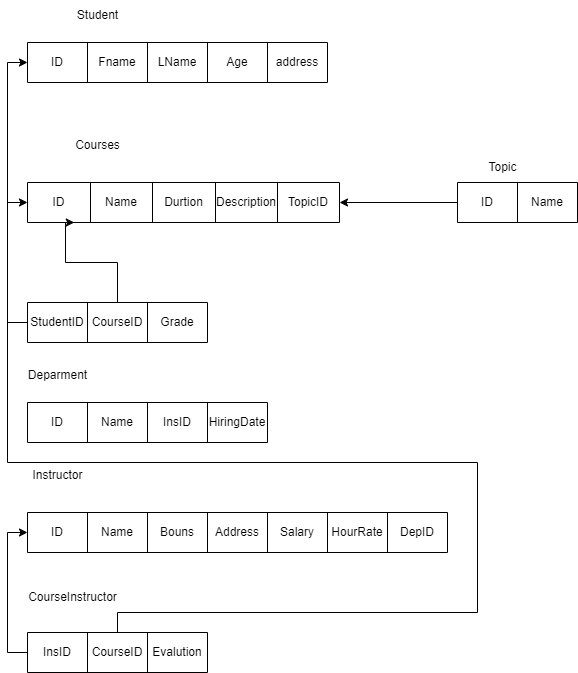 Student
ID Fname LName Age address
Courses
Topic
ID Name Durtion Description TopicID
ID Name
StudentID CourseID Grade
Deparment
ID Name InsID HiringDate
Instructor
ID Name Bouns Address Salary HourRate DepID
CourseInstructor
InsID CourseID Evalution